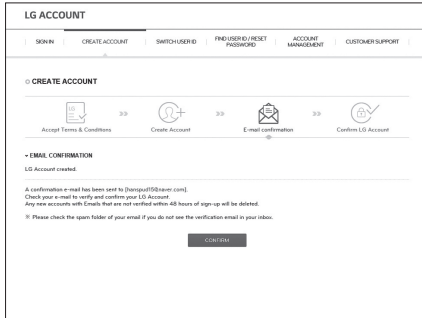 LG ACCOUNT
SIGN IN
CREATE ACCOUNT
SWITCH USER ID
FIND USER ID / RESET
PASSWORD
ACCOUNT
MANAGEMENT
CUSTOMER SUPPORT
CREATE ACCOUNT
LG
Accept Terms & Conditions
Create Account
E-mail confirmation
Confirm LG Account
EMAIL CONFIRMATION
LG Account created.
A confirmation e-mail has been sent to [hanspud15@naver.com].
Check your e-mail to verify and confirm your LG Account.
Any new accounts with Emails that are not verified within 48 hours of sign-up will be deleted.
※ Please check the spam folder of your email if you do not see the verification email in your inbox.
CONFIRM